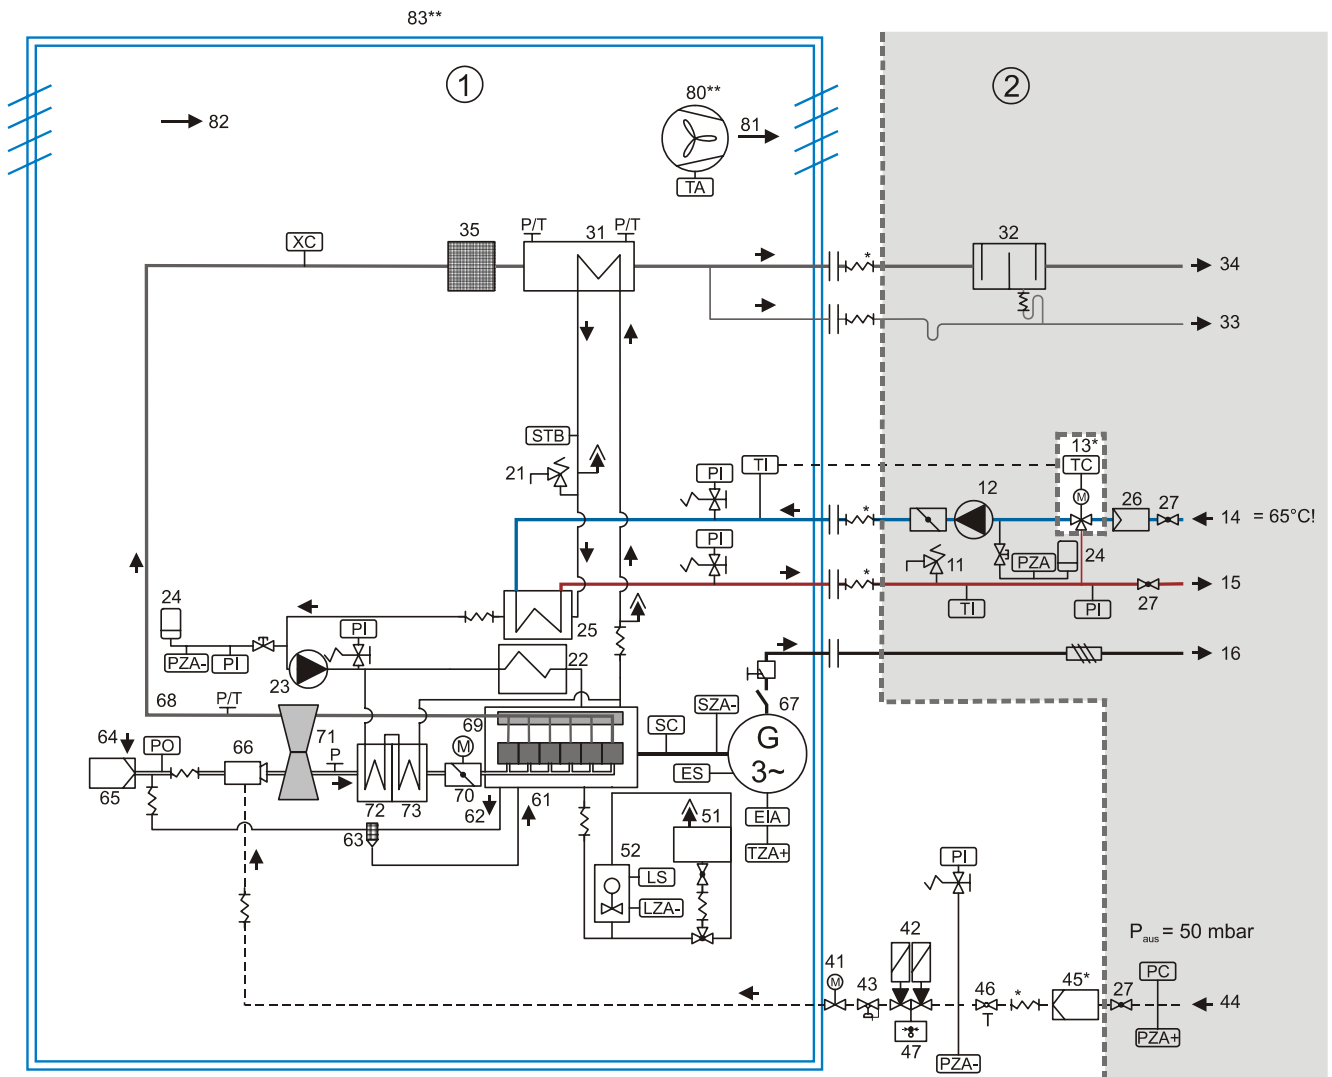 83**
1
2
80**
82
81
TA
XC
35
P/T
31
P/T
32
34
33
STB
21
PI
TI
13*
TC
M
12
26
27
14 = 65°C!
PI
11
PZA
24
15
TI
PI
27
24
PI
25
PZA-
PI
23
22
16
68
P/T
SZA-
67
SC
69
M
G
3~
64
PO
66
71
P
65
72
73
70
62
61
ES
EIA
TZA+
63
51
52
LS
LZA-
PI
P aus = 50 mbar
41
M
43
42
46
45*
27
PC
44
*
*
*
*
47
PZA-
PZA+